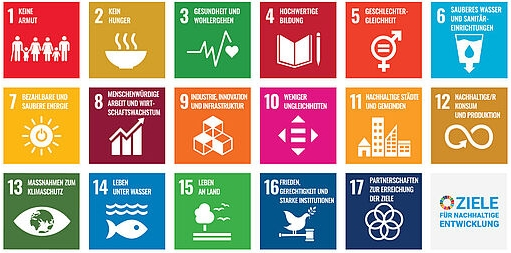 1 KEINE
ARMUT
2 KEIN
HUNGER
3 GESUNDHEIT UND
WOHLERGEHEN
4 HOCHWERTIGE
BILDUNG
5 GESCHLECHTER-
GLEICHHEIT
6 SAUBERES WASSER
UND SANITÄR-
EINRICHTUNGEN
7 BEZAHLBARE UND
SAUBERE ENERGIE
8 MENSCHENWÜRDIGE
ARBEIT UND WIRT-
SCHAFTSWACHSTUM
9 INDUSTRIE, INNOVATION
UND INFRASTRUKTUR
10 WENIGER
UNGLEICHHEITEN
11 NACHHALTIGE STÄDTE
UND GEMEINDEN
12 NACHHALTIGE/R
KONSUM
UND PRODUKTION
13 MASSNAHMEN ZUM
KLIMASCHUTZ
14 LEBEN
UNTER WASSER
15 LEBEN
AN LAND
16 FRIEDEN,
GERECHTIGKEIT UND
STARKE INSTITUTIONEN
17 PARTNERSCHAFTEN
ZUR ERREICHUNG
DER ZIELE
ZIELE
FÜR NACHHALTIGE
ENTWICKLUNG